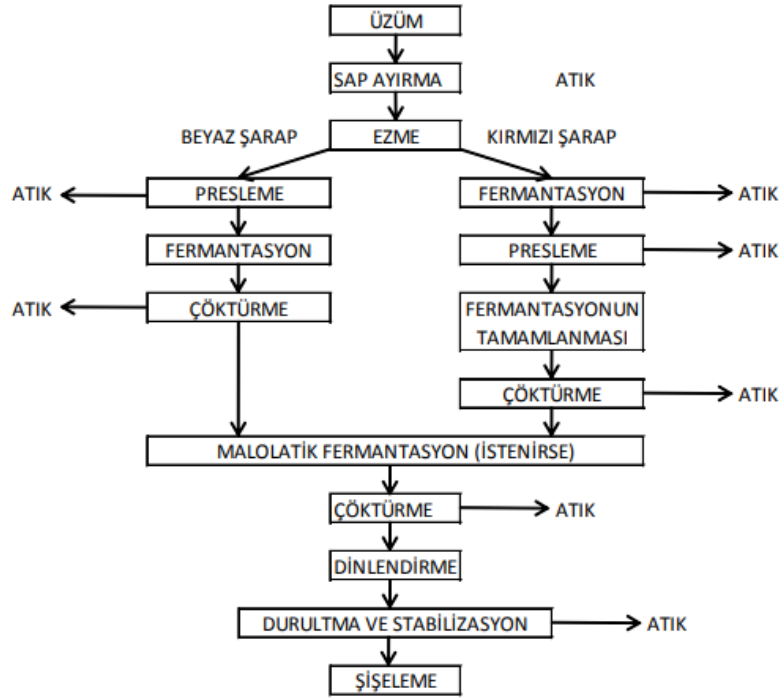 ÜZÜM
SAP AYIRMA
ATIK
BEYAZ ŞARAP
EZME
KIRMIZI ŞARAP
ATIK
PRESLEME
FERMANTASYON
ATIK
FERMANTASYON
PRESLEME
ATIK
ATIK
ÇÖKTÜRME
FERMANTASYONUN
TAMAMLANMASI
ÇÖKTÜRME
ATIK
MALOLATİK FERMANTASYON (İSTENİRSE)
ÇÖKTÜRME
ATIK
DİNLENDİRME
DURULTMA VE STABİLİZASYON
ATIK
ŞİŞELEME